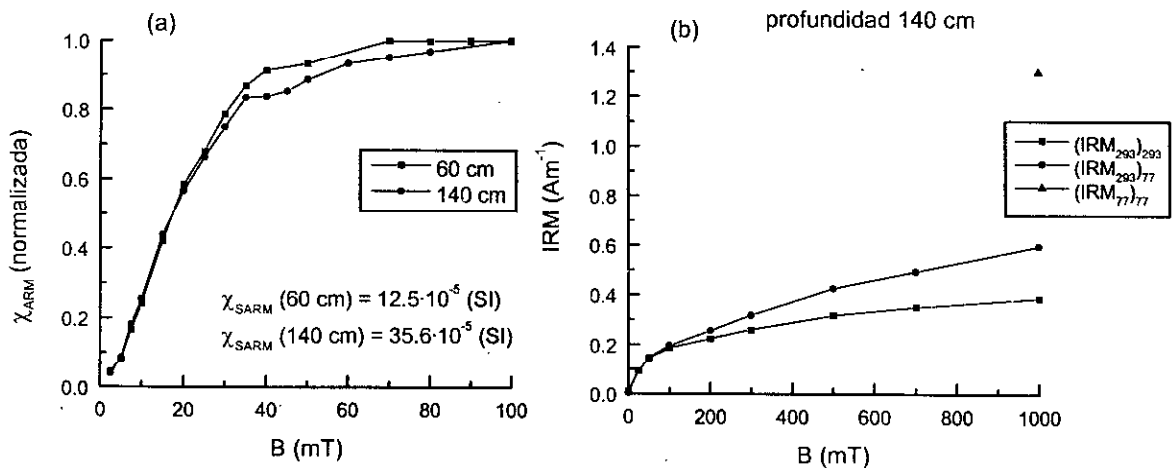 (a)
χARM (normalizada)
1.0
0.8
0.6
0.4
0.2
0.0
0
20
40
60
80
100
B (mT)
60 cm
140 cm
χSARM (60 cm) = 12.5·10⁻⁵ (SI)
χSARM (140 cm) = 35.6·10⁻⁵ (SI)
profundidad 140 cm
(b)
IRM (Am⁻¹)
1.4
1.2
1.0
0.8
0.6
0.4
0.2
0.0
0
200
400
600
800
1000
B (mT)
(IRM₂₉₃)₂₉₃
(IRM₂₉₃)₇₇
(IRM₇₇)₇₇